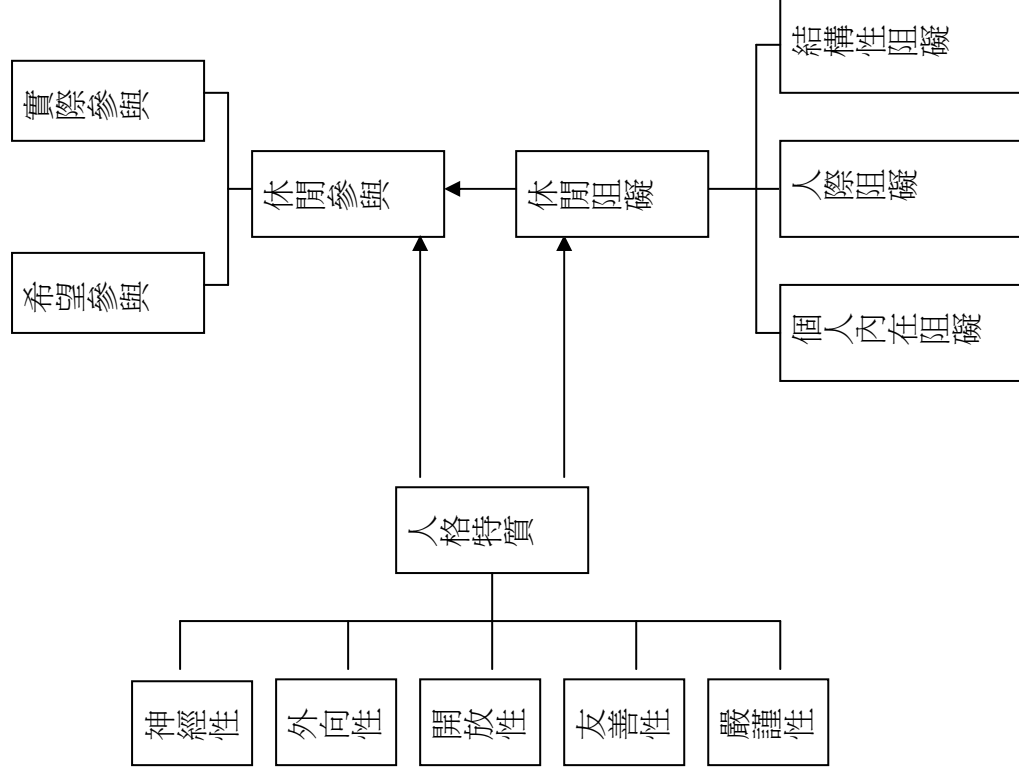 實際參與
希望參與
休閒參與
休閒阻礙
結構性阻礙
人際阻礙
個人內在阻礙
人格特質
神經性
外向性
開放性
友善性
嚴謹性